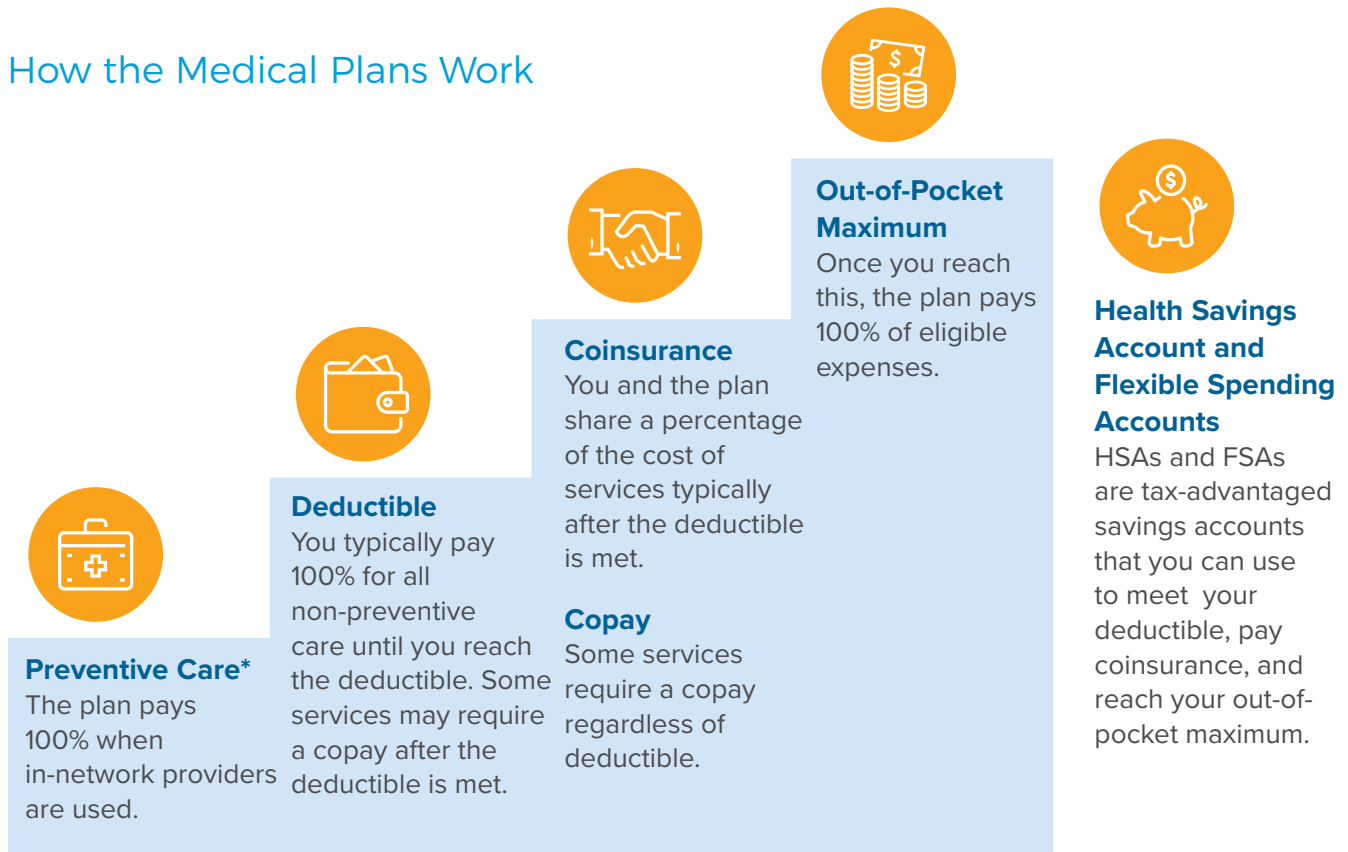 How the Medical Plans Work
Preventive Care*
The plan pays
100% when
in-network providers
are used.
Deductible
You typically pay
100% for all
non-preventive
care until you reach
the deductible. Some
services may require
a copay after the
deductible is met.
Coinsurance
You and the plan
share a percentage
of the cost of
services typically
after the deductible
is met.
Copay
Some services
require a copay
regardless of
deductible.
$
Out-of-Pocket
Maximum
Once you reach
this, the plan pays
100% of eligible
expenses.
$
Health Savings
Account and
Flexible Spending
Accounts
HSAs and FSAs
are tax-advantaged
savings accounts
that you can use
to meet  your
deductible, pay
coinsurance, and
reach your out-of-
pocket maximum.